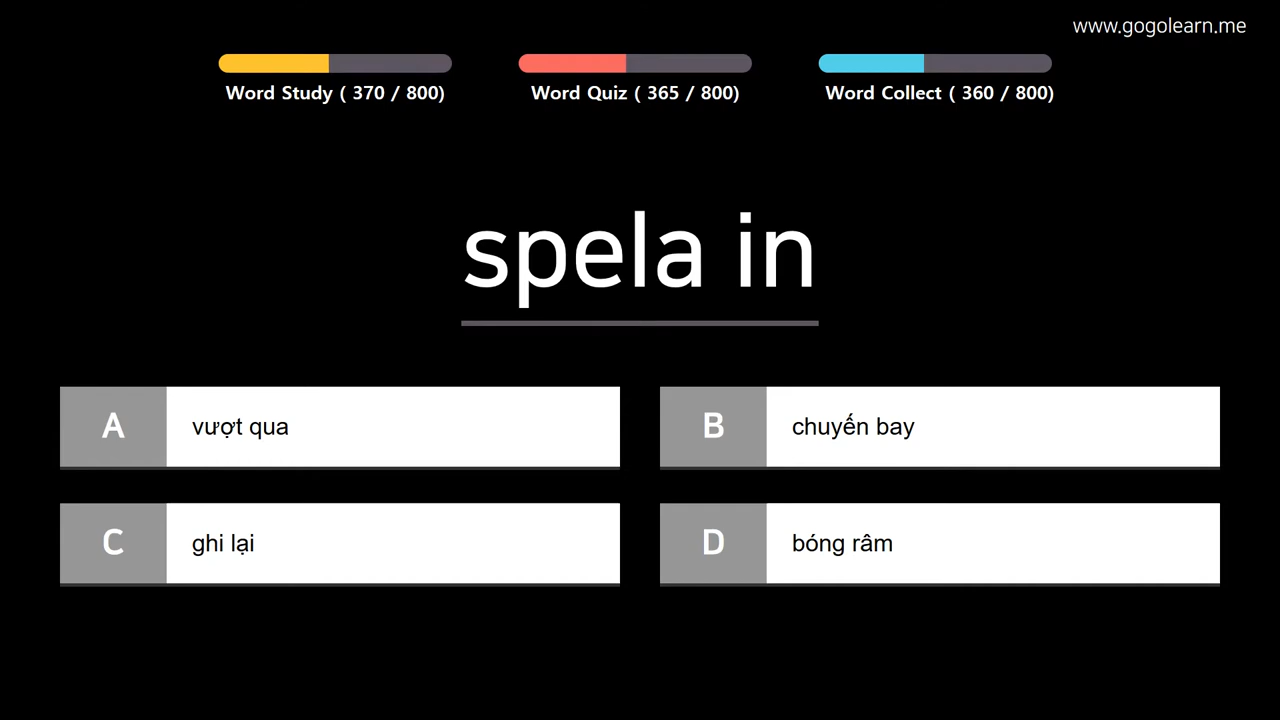 www.gogolearn.me
Word Study ( 370 / 800)
Word Quiz ( 365 / 800)
Word Collect ( 360 / 800)
spela in
A
vượt qua
B
chuyến bay
C
ghi lại
D
bóng râm